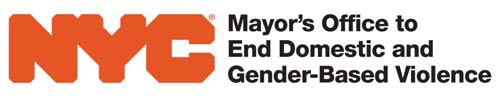 NYC®
Mayor's Office to
End Domestic and
Gender-Based Violence